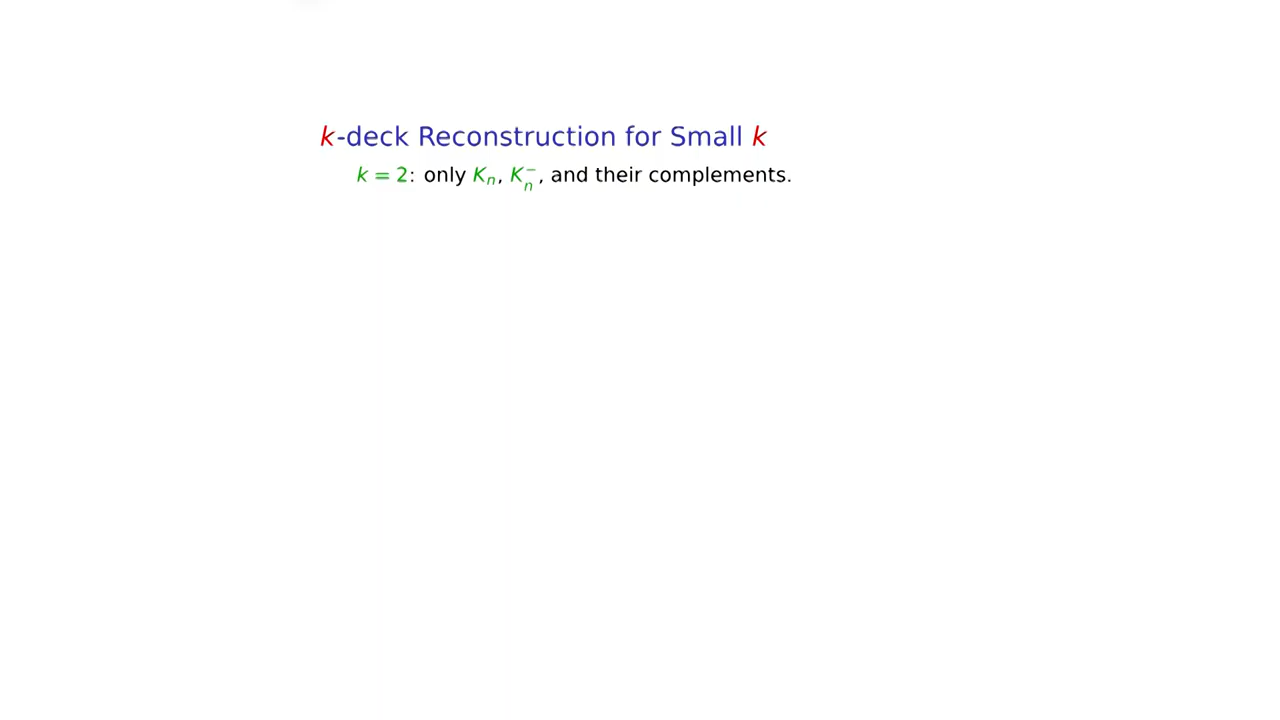 k-deck Reconstruction for Small k
k = 2: only Kₙ, Kₙ⁻, and their complements.